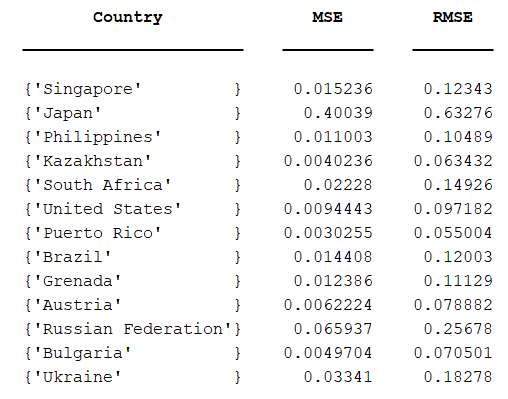 Country MSE RMSE
{'Singapore' } 0.015236 0.12343
{'Japan' } 0.40039 0.63276
{'Philippines' } 0.011003 0.10489
{'Kazakhstan' } 0.0040236 0.063432
{'South Africa' } 0.02228 0.14926
{'United States' } 0.0094443 0.097182
{'Puerto Rico' } 0.0030255 0.055004
{'Brazil' } 0.014408 0.12003
{'Grenada' } 0.012386 0.11129
{'Austria' } 0.0062224 0.078882
{'Russian Federation'} 0.065937 0.25678
{'Bulgaria' } 0.0049704 0.070501
{'Ukraine' } 0.03341 0.18278